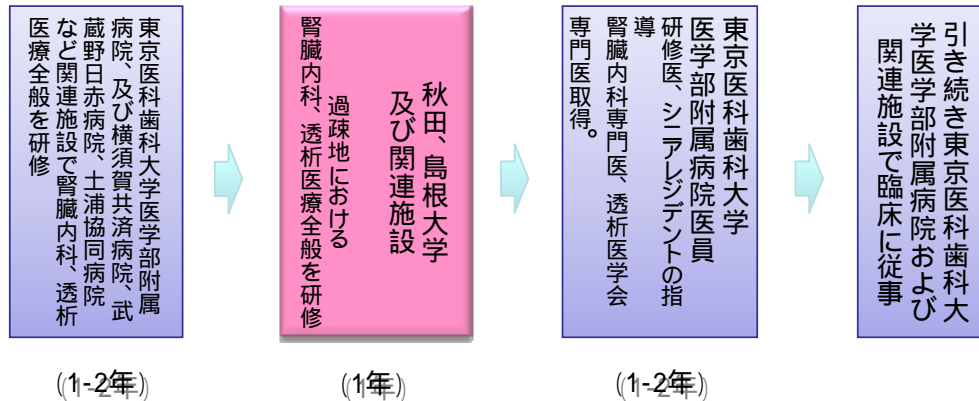 東京医科歯科大学医学部附属
病院、及び横須賀共済病院、武
蔵野日赤病院、土浦協同病院
など関連施設で腎臓内科、透析
医療全般を研修
(1-2年)
秋田、島根大学
及び関連施設
過疎地における
腎臓内科、透析医療全般を研修
(1年)
東京医科歯科大学
医学部附属病院医員
研修医、シニアレジデントの指
導
腎臓内科専門医、透析医学会
専門医取得。
(1-2年)
引き続き東京医科歯科大
学医学部附属病院および
関連施設で臨床に従事